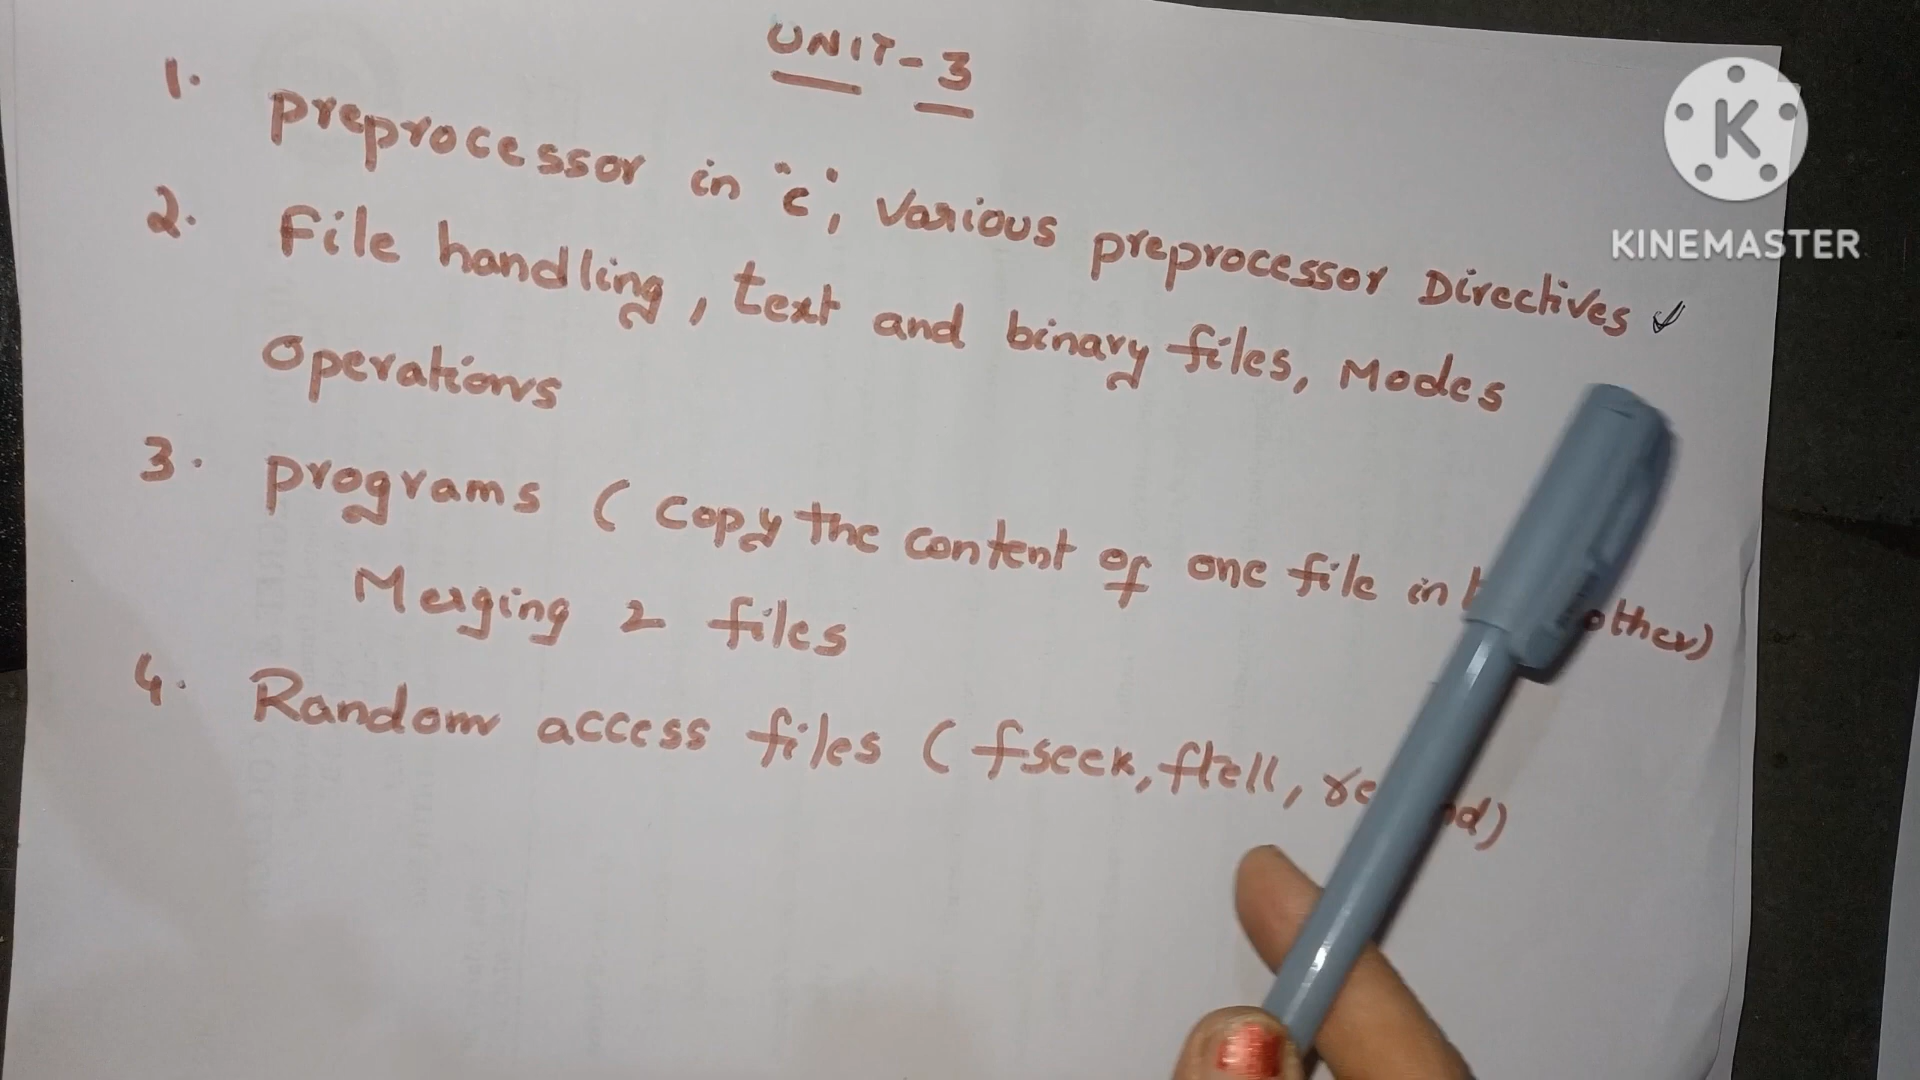 UNIT-3
1. preprocessor in "c", Various preprocessor Directives ✓
2. File handling, text and binary files, Modes
Operations
3. programs ( copy the content of one file in other)
Merging 2 files
4. Random access files ( fseek, ftell,
K
KINEMASTER